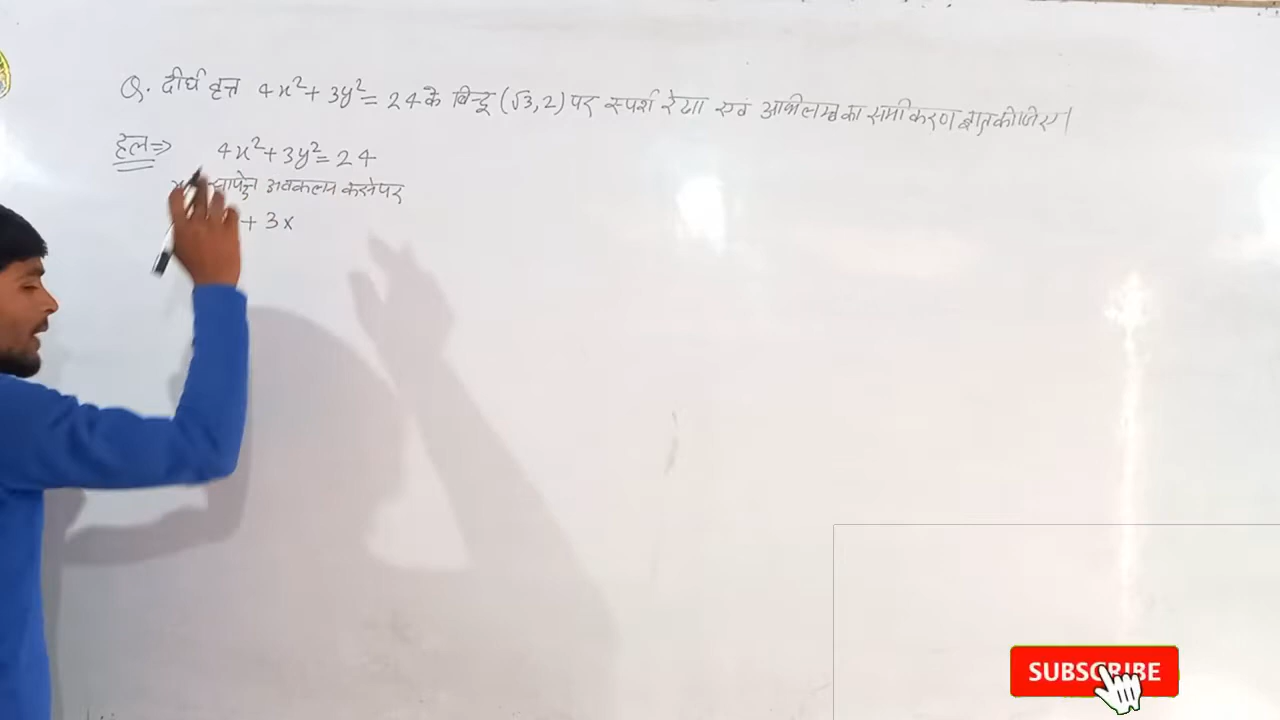 Q. दीर्घ वृत्त 4x²+3y²= 24 के बिन्दु (√3, 2) पर स्पर्श रेखा एवं अभिलम्ब का समीकरण ज्ञात कीजिए।
हल⇒ 4x²+3y²= 24
अवकलन करने पर
+ 3x
SUBSCRIBE